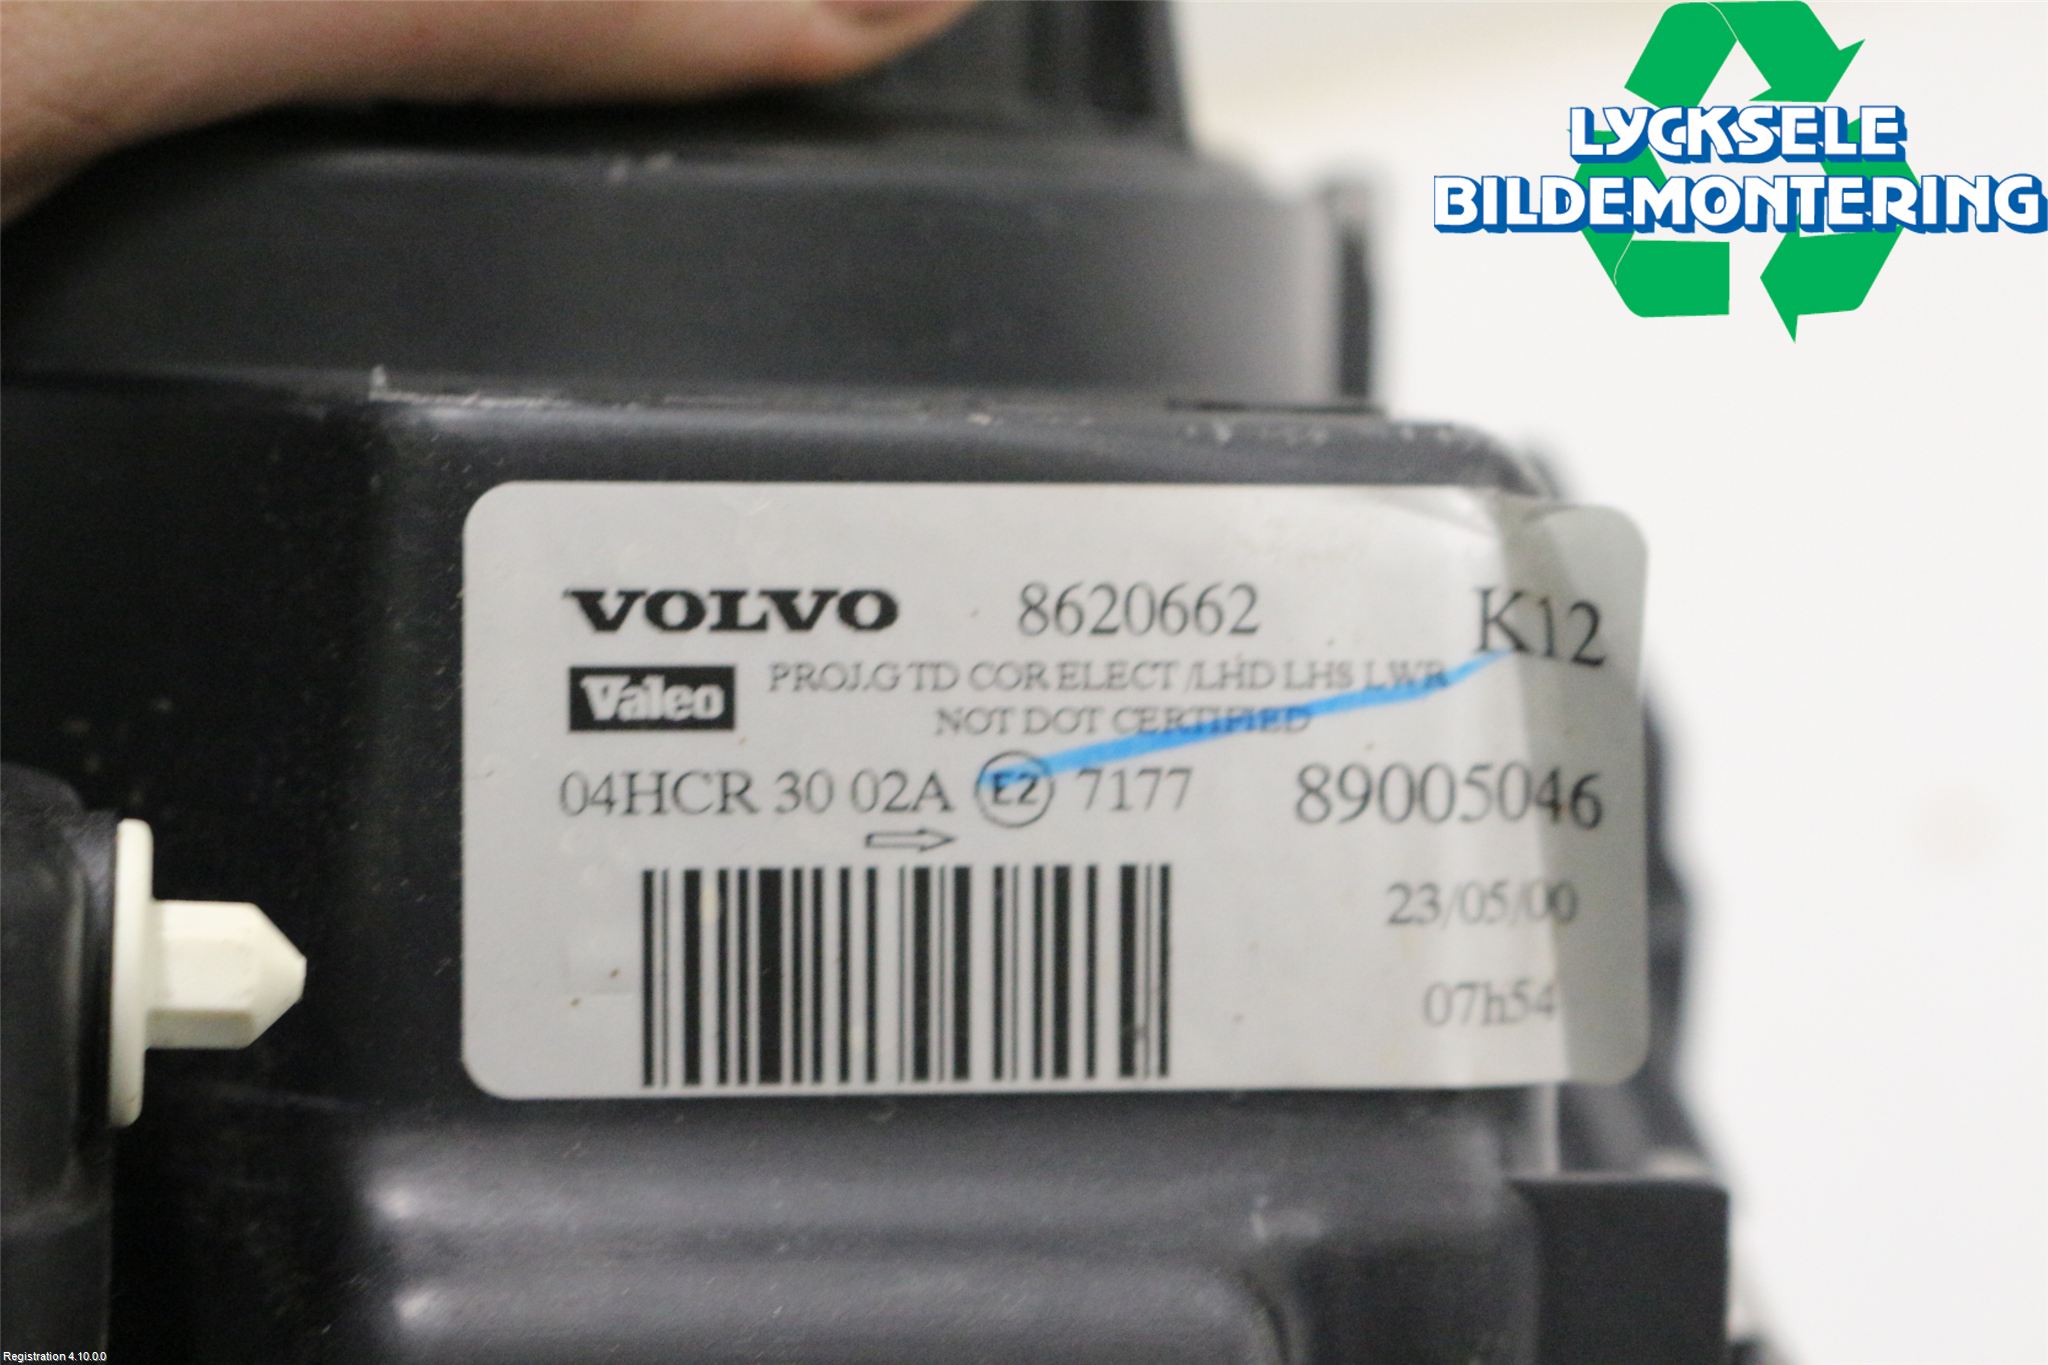 LYCKSELE
BILDEMONTERING
VOLVO 8620662 K12
Valeo PROJ.G TD COR ELECT /LHD LHS LWR
NOT DOT CERTIFIED
04HCR 30 02A E2 7177 89005046
23/05/00
07h54
Registration 4.10.0.0